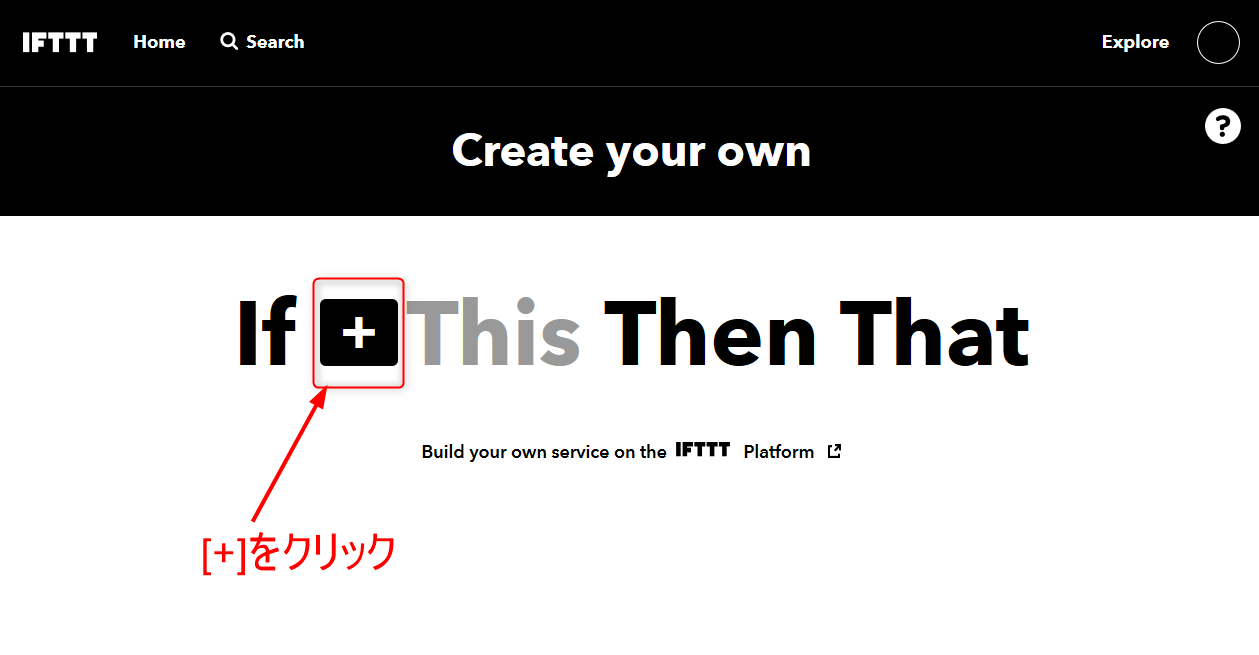 IFTTT Home Search Explore
?
Create your own
If + This Then That
Build your own service on the IFTTT Platform
[+]をクリック